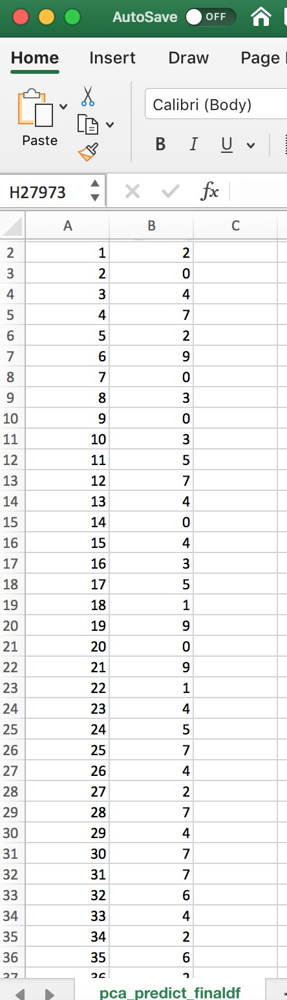 AutoSave OFF
Home Insert Draw Page
Paste
Calibri (Body)
B I U
H27973 fx
A B C
2 1 2
3 2 0
4 3 4
5 4 7
6 5 2
7 6 9
8 7 0
9 8 3
10 9 0
11 10 3
12 11 5
13 12 7
14 13 4
15 14 0
16 15 4
17 16 3
18 17 5
19 18 1
20 19 9
21 20 0
22 21 9
23 22 1
24 23 4
25 24 5
26 25 7
27 26 4
28 27 2
29 28 7
30 29 4
31 30 7
32 31 7
33 32 6
34 33 4
35 34 2
36 35 6
37 36 2
pca_predict_finaldf